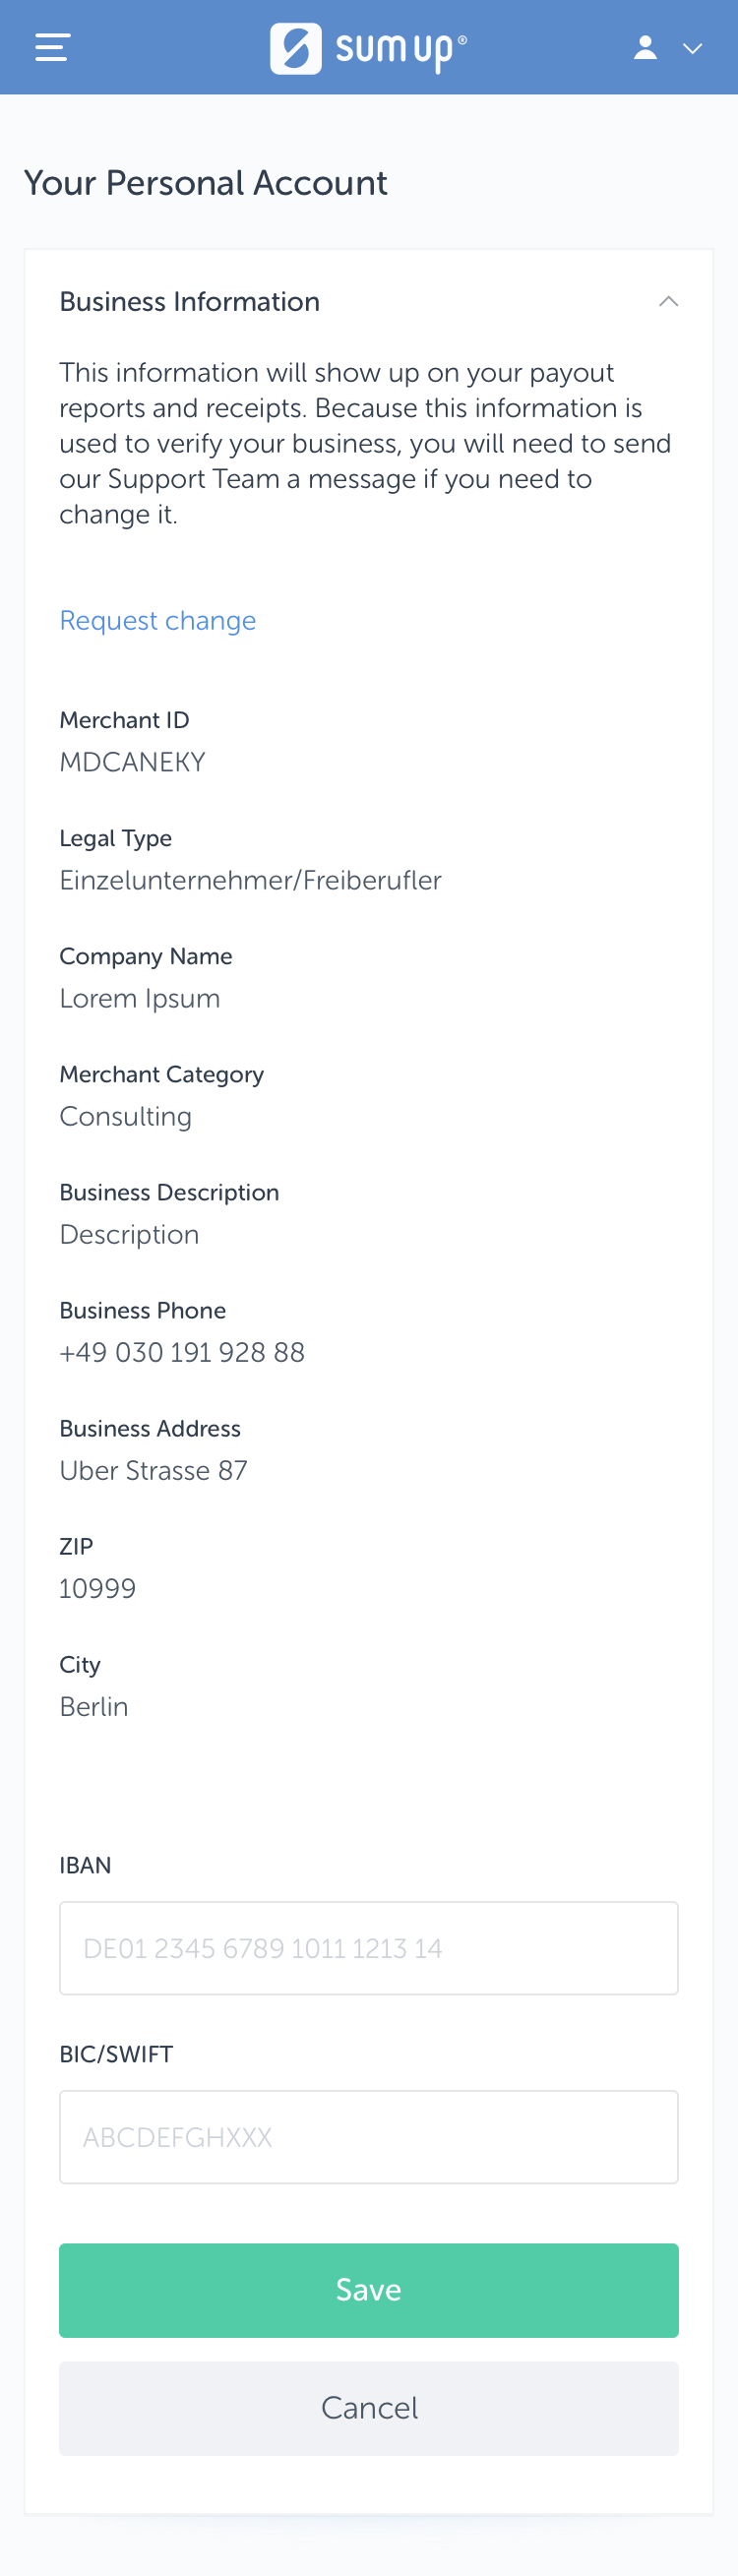 sumup®
Your Personal Account
Business Information
This information will show up on your payout
reports and receipts. Because this information is
used to verify your business, you will need to send
our Support Team a message if you need to
change it.
Request change
Merchant ID
MDCANEKY
Legal Type
Einzelunternehmer/Freiberufler
Company Name
Lorem Ipsum
Merchant Category
Consulting
Business Description
Description
Business Phone
+49 030 191 928 88
Business Address
Uber Strasse 87
ZIP
10999
City
Berlin
IBAN
DE01 2345 6789 1011 1213 14
BIC/SWIFT
ABCDEFGHXXX
Save
Cancel